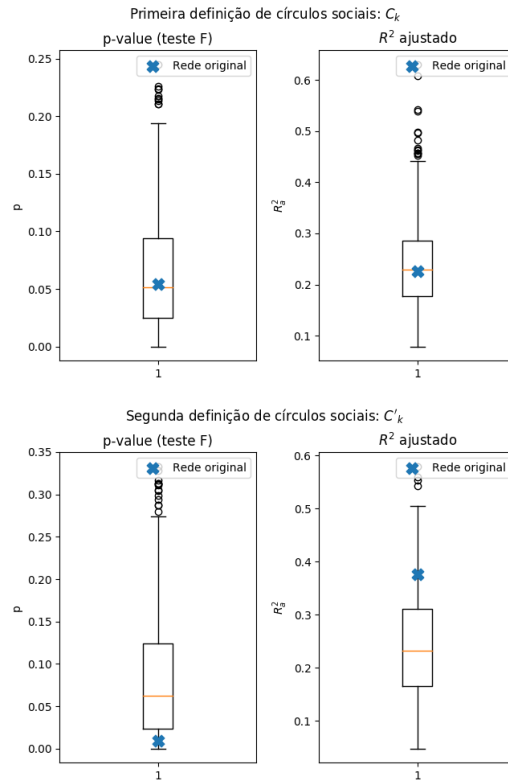 Primeira definição de círculos sociais: C_k
p-value (teste F)
R² ajustado
Rede original
Rede original
0.25
0.20
0.15
0.10
0.05
0.00
p
1
0.6
0.5
0.4
0.3
0.2
0.1
R²ₐ
1
Segunda definição de círculos sociais: C'_k
p-value (teste F)
R² ajustado
Rede original
Rede original
0.35
0.30
0.25
0.20
0.15
0.10
0.05
0.00
p
1
0.6
0.5
0.4
0.3
0.2
0.1
R²ₐ
1